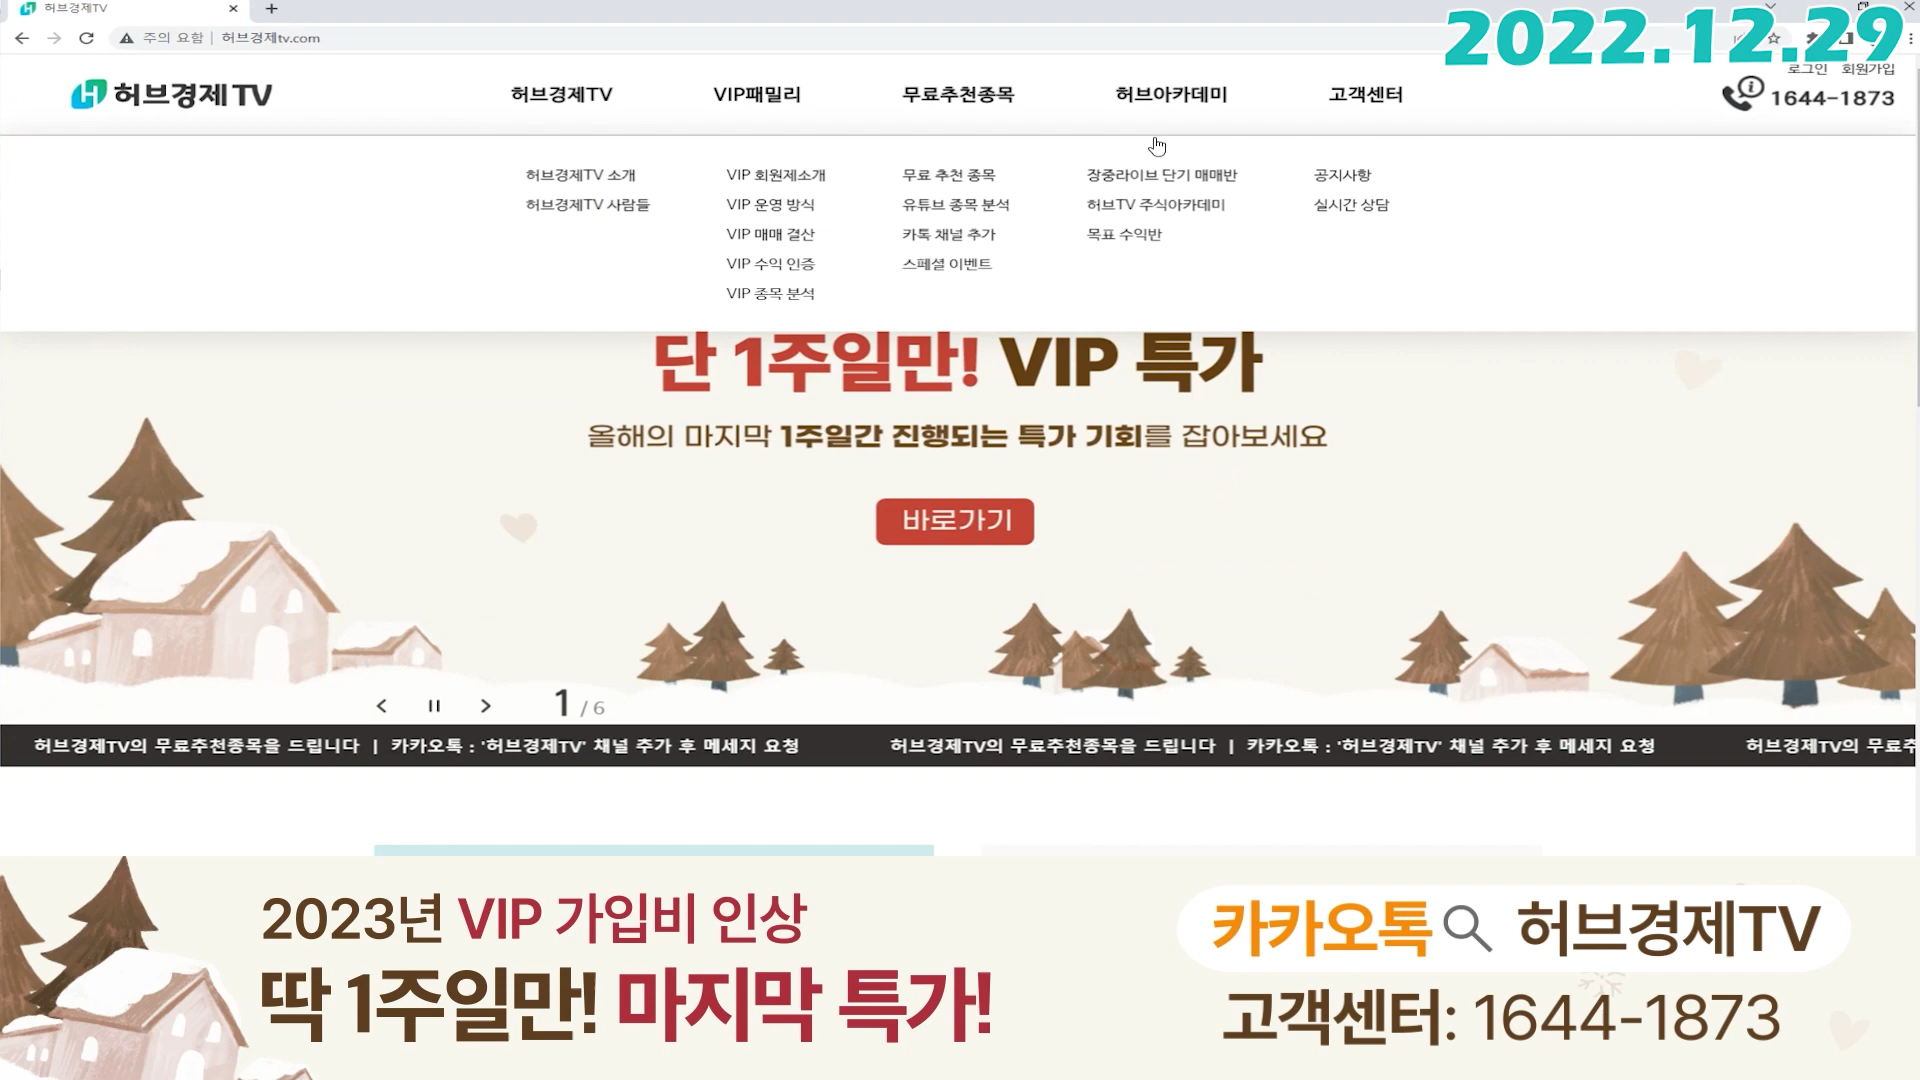 허브경제TV
주의 요함 | 허브경제tv.com
2022.12.29
로그인 회원가입
H 허브경제TV
허브경제TV VIP패밀리 무료추천종목 허브아카데미 고객센터
1644-1873
허브경제TV 소개
허브경제TV 사람들
VIP 회원제소개
VIP 운영 방식
VIP 매매 결산
VIP 수익 인증
VIP 종목 분석
무료 추천 종목
유튜브 종목 분석
카톡 채널 추가
스페셜 이벤트
장중라이브 단기 매매반
허브TV 주식아카데미
목표 수익반
공지사항
실시간 상담
단 1주일만! VIP 특가
올해의 마지막 1주일간 진행되는 특가 기회를 잡아보세요
바로가기
1 / 6
허브경제TV의 무료추천종목을 드립니다 | 카카오톡 : '허브경제TV' 채널 추가 후 메세지 요청 허브경제TV의 무료추천종목을 드립니다 | 카카오톡 : '허브경제TV' 채널 추가 후 메세지 요청 허브경제TV의 무료추
2023년 VIP 가입비 인상
딱 1주일만! 마지막 특가!
카카오톡 허브경제TV
고객센터: 1644-1873